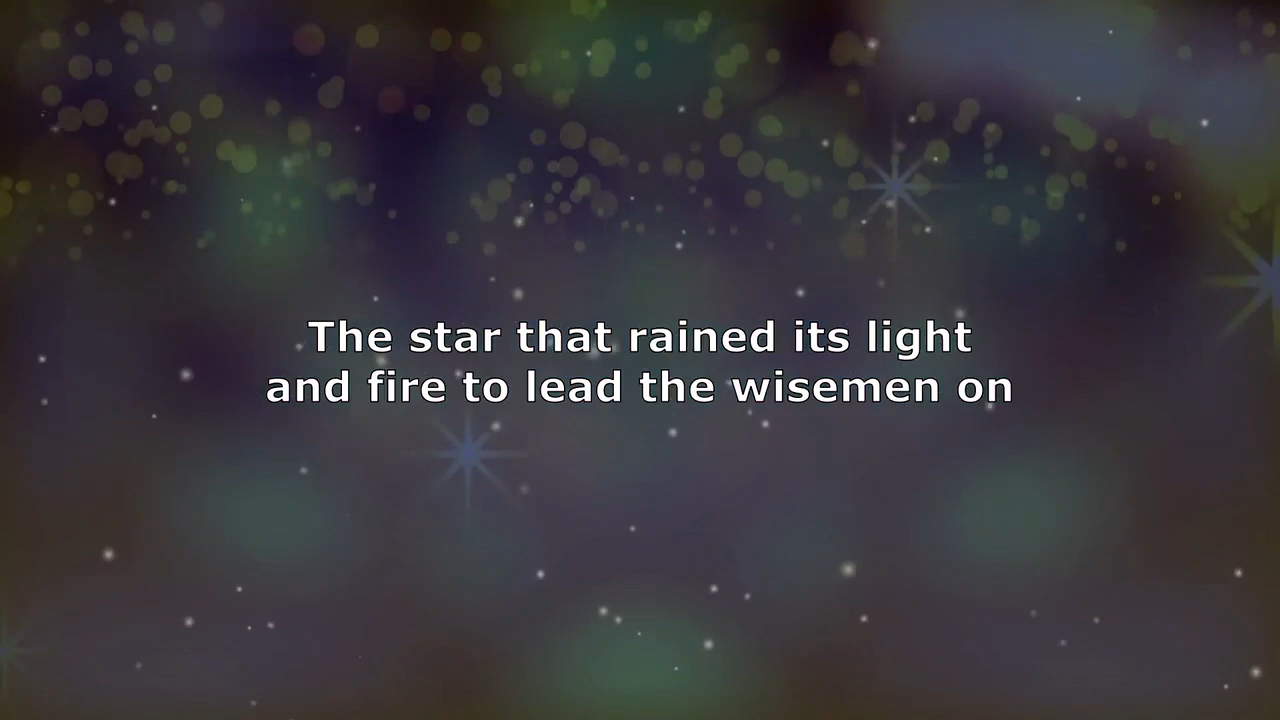 The star that rained its light
and fire to lead the wisemen on